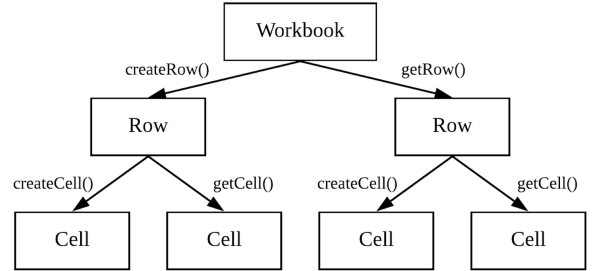 Workbook
createRow() getRow()
Row Row
createCell() getCell() createCell() getCell()
Cell Cell Cell Cell